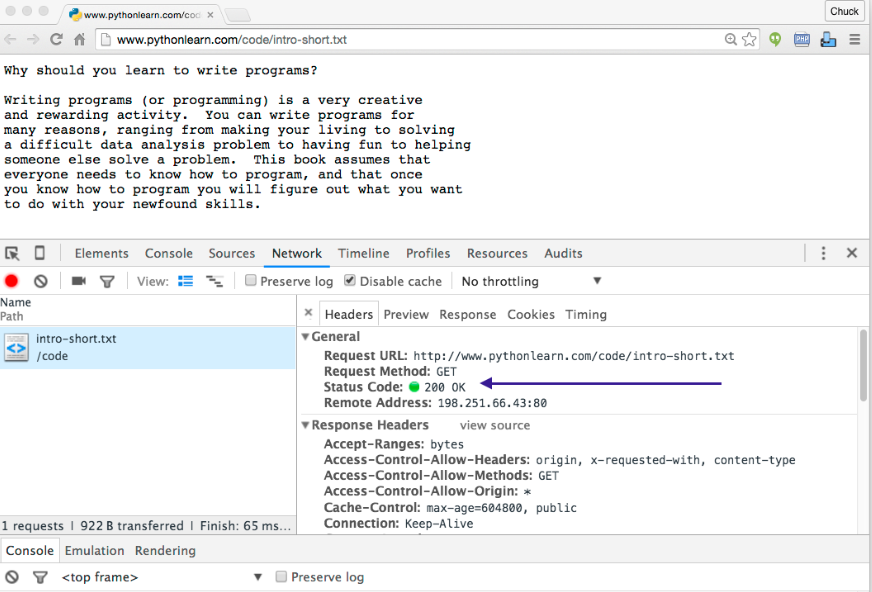 www.pythonlearn.com/cod
Chuck
www.pythonlearn.com/code/intro-short.txt
PHP
Why should you learn to write programs?
Writing programs (or programming) is a very creative
and rewarding activity.  You can write programs for
many reasons, ranging from making your living to solving
a difficult data analysis problem to having fun to helping
someone else solve a problem.  This book assumes that
everyone needs to know how to program, and that once
you know how to program you will figure out what you want
to do with your newfound skills.
Elements Console Sources Network Timeline Profiles Resources Audits
View: Preserve log Disable cache No throttling
Name
Path
intro-short.txt
/code
1 requests | 922 B transferred | Finish: 65 ms...
Headers Preview Response Cookies Timing
General
Request URL: http://www.pythonlearn.com/code/intro-short.txt
Request Method: GET
Status Code: 200 OK
Remote Address: 198.251.66.43:80
Response Headers view source
Accept-Ranges: bytes
Access-Control-Allow-Headers: origin, x-requested-with, content-type
Access-Control-Allow-Methods: GET
Access-Control-Allow-Origin: *
Cache-Control: max-age=604800, public
Connection: Keep-Alive
Console Emulation Rendering
<top frame> Preserve log